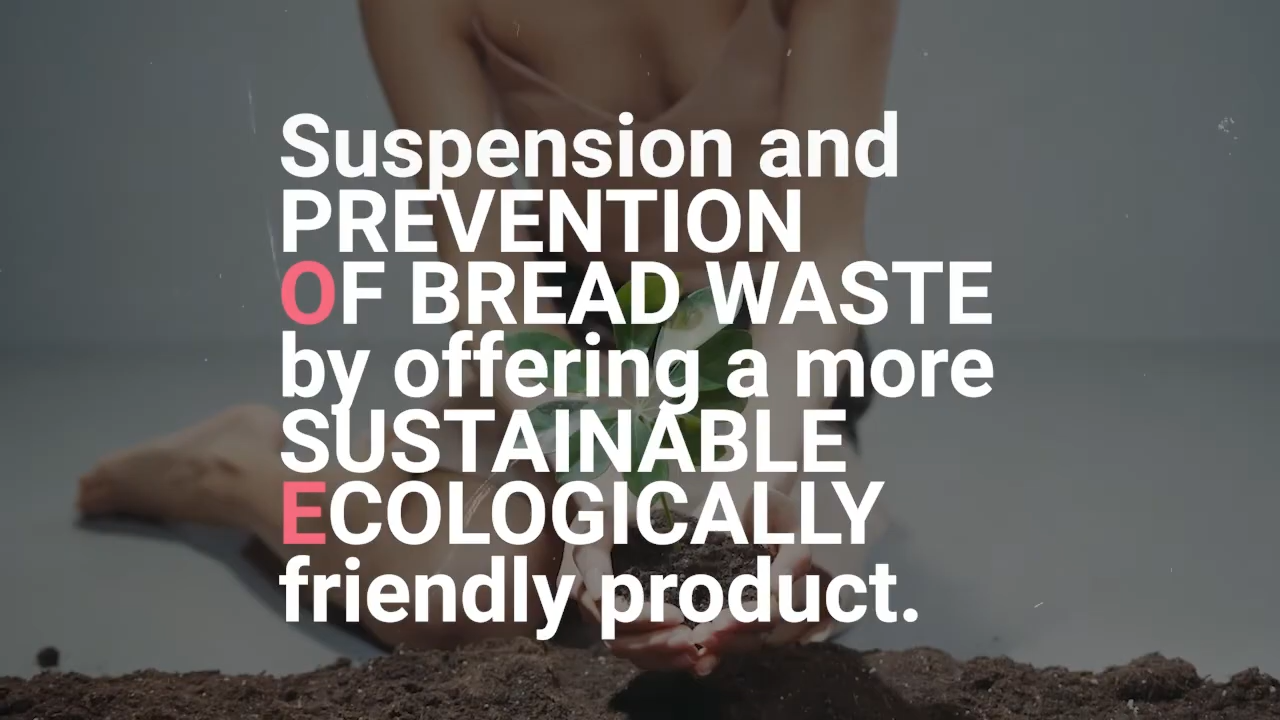 Suspension and
PREVENTION
OF BREAD WASTE
by offering a more
SUSTAINABLE
ECOLOGICALLY
friendly product.